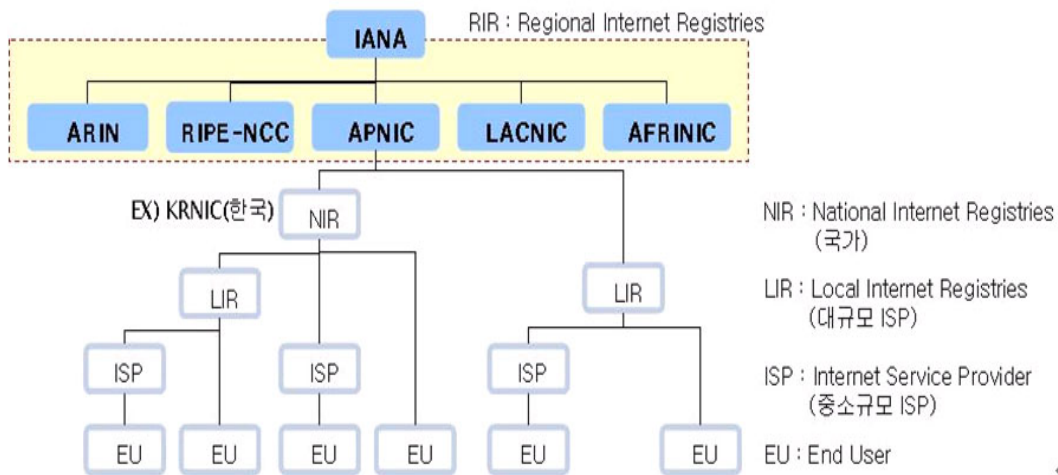 RIR : Regional Internet Registries
IANA
ARIN
RIPE-NCC
APNIC
LACNIC
AFRINIC
EX) KRNIC(한국)
NIR
NIR : National Internet Registries
(국가)
LIR
LIR
LIR : Local Internet Registries
(대규모 ISP)
ISP
ISP
ISP
ISP : Internet Service Provider
(중소규모 ISP)
EU
EU
EU
EU
EU
EU
EU : End User